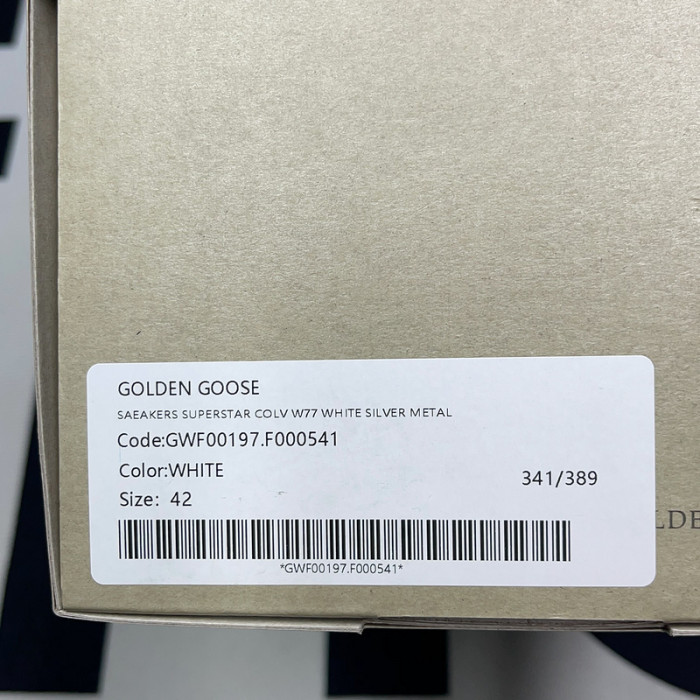 GOLDEN GOOSE
SAEAKERS SUPERSTAR COLV W77 WHITE SILVER METAL
Code:GWF00197.F000541
Color:WHITE
341/389
Size: 42
*GWF00197.F000541*
LDE